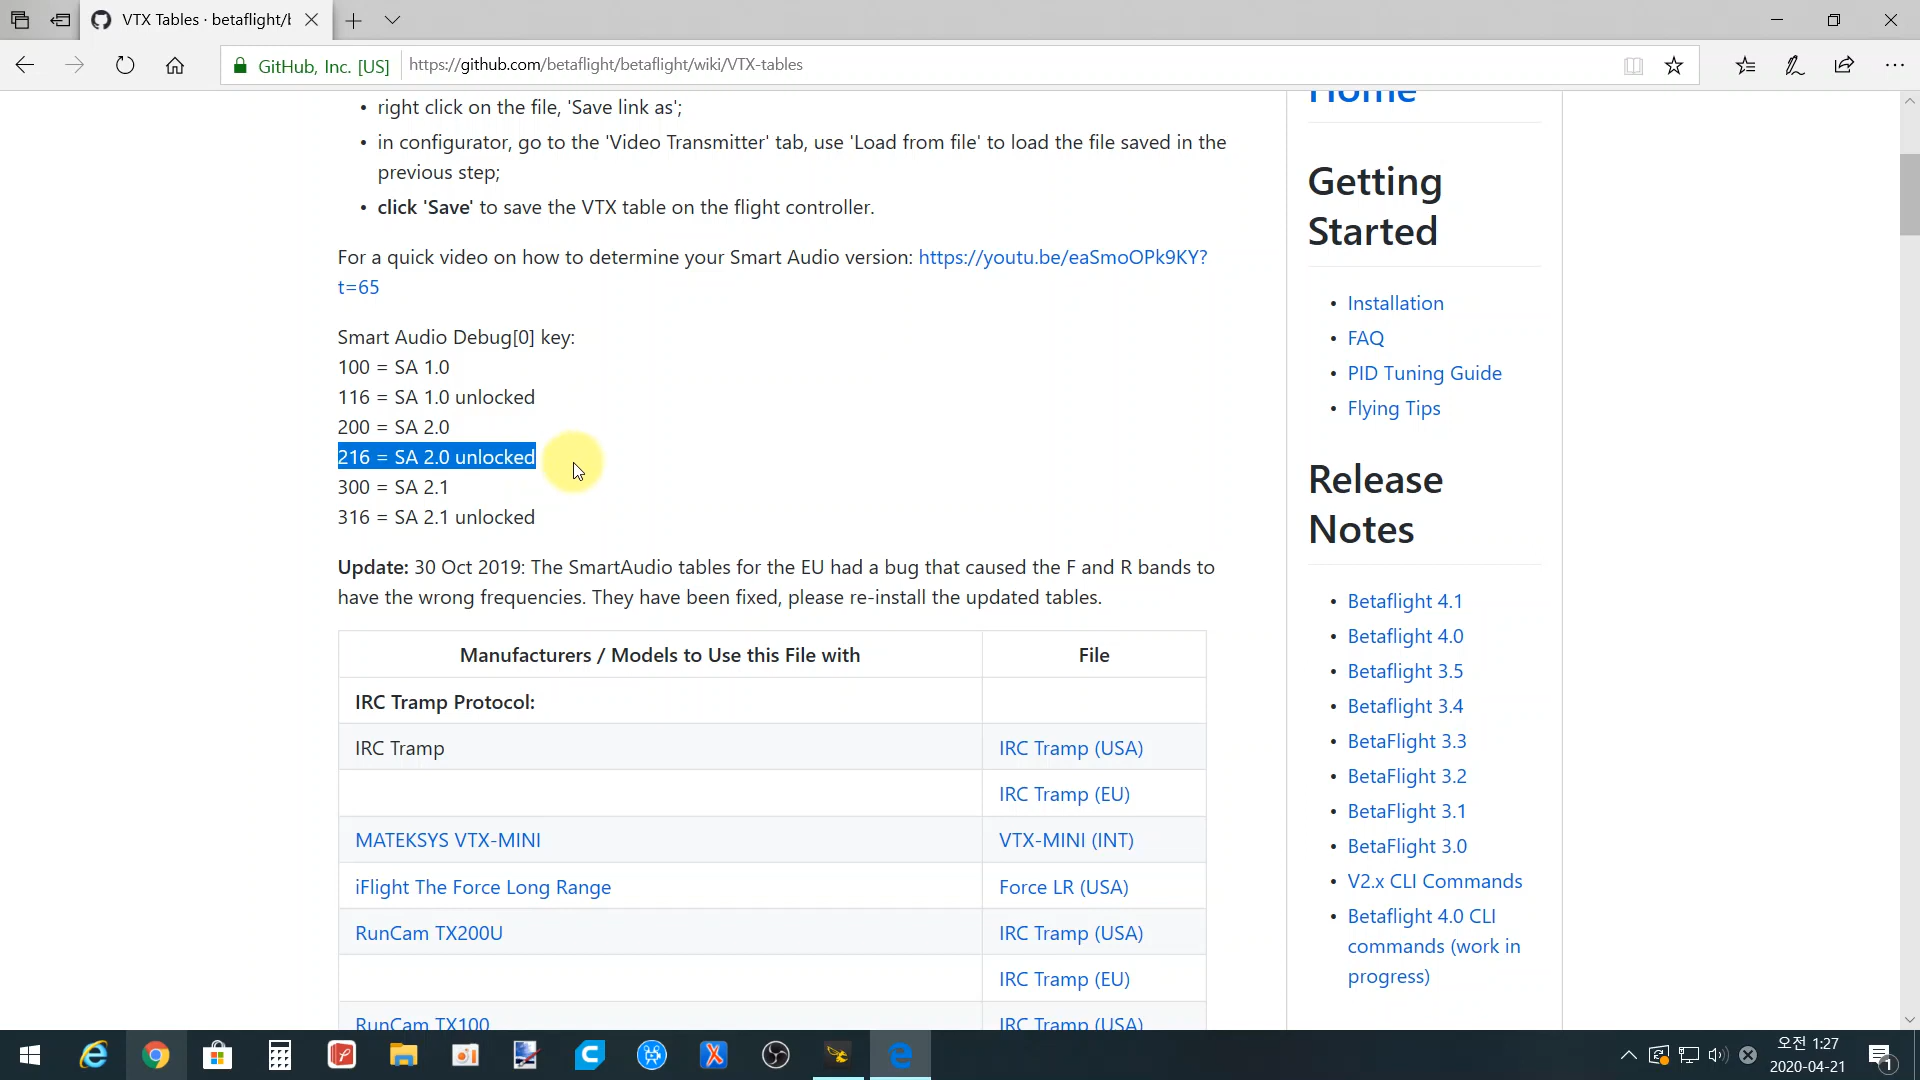 VTX Tables · betaflight/b
GitHub, Inc. [US]
https://github.com/betaflight/betaflight/wiki/VTX-tables
• right click on the file, 'Save link as';
• in configurator, go to the 'Video Transmitter' tab, use 'Load from file' to load the file saved in the
previous step;
• click 'Save' to save the VTX table on the flight controller.
For a quick video on how to determine your Smart Audio version: https://youtu.be/eaSmoOPk9KY?
t=65
Smart Audio Debug[0] key:
100 = SA 1.0
116 = SA 1.0 unlocked
200 = SA 2.0
216 = SA 2.0 unlocked
300 = SA 2.1
316 = SA 2.1 unlocked
Update: 30 Oct 2019: The SmartAudio tables for the EU had a bug that caused the F and R bands to
have the wrong frequencies. They have been fixed, please re-install the updated tables.
Manufacturers / Models to Use this File with File
IRC Tramp Protocol:
IRC Tramp IRC Tramp (USA)
IRC Tramp (EU)
MATEKSYS VTX-MINI VTX-MINI (INT)
iFlight The Force Long Range Force LR (USA)
RunCam TX200U IRC Tramp (USA)
IRC Tramp (EU)
RunCam TX100 IRC Tramp (USA)
Home
Getting
Started
• Installation
• FAQ
• PID Tuning Guide
• Flying Tips
Release
Notes
• Betaflight 4.1
• Betaflight 4.0
• Betaflight 3.5
• Betaflight 3.4
• BetaFlight 3.3
• BetaFlight 3.2
• BetaFlight 3.1
• BetaFlight 3.0
• V2.x CLI Commands
• Betaflight 4.0 CLI
commands (work in
progress)
오전 1:27
2020-04-21
1